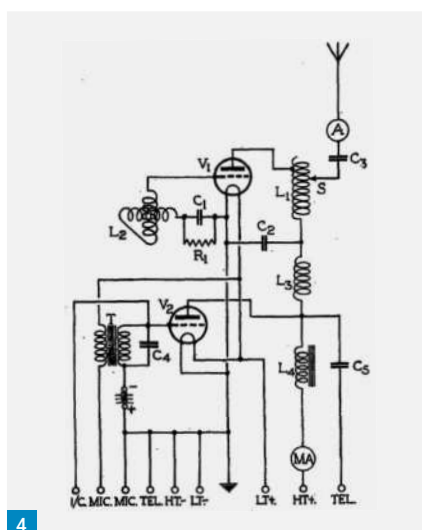 A
C3
V1
C1
L1
S
L2
C2
R1
L3
V2
T
C4
L4
C5
-
+
MA
I/C. MIC. MIC. TEL. HT.- LT.- LT+. HT+. TEL.
4